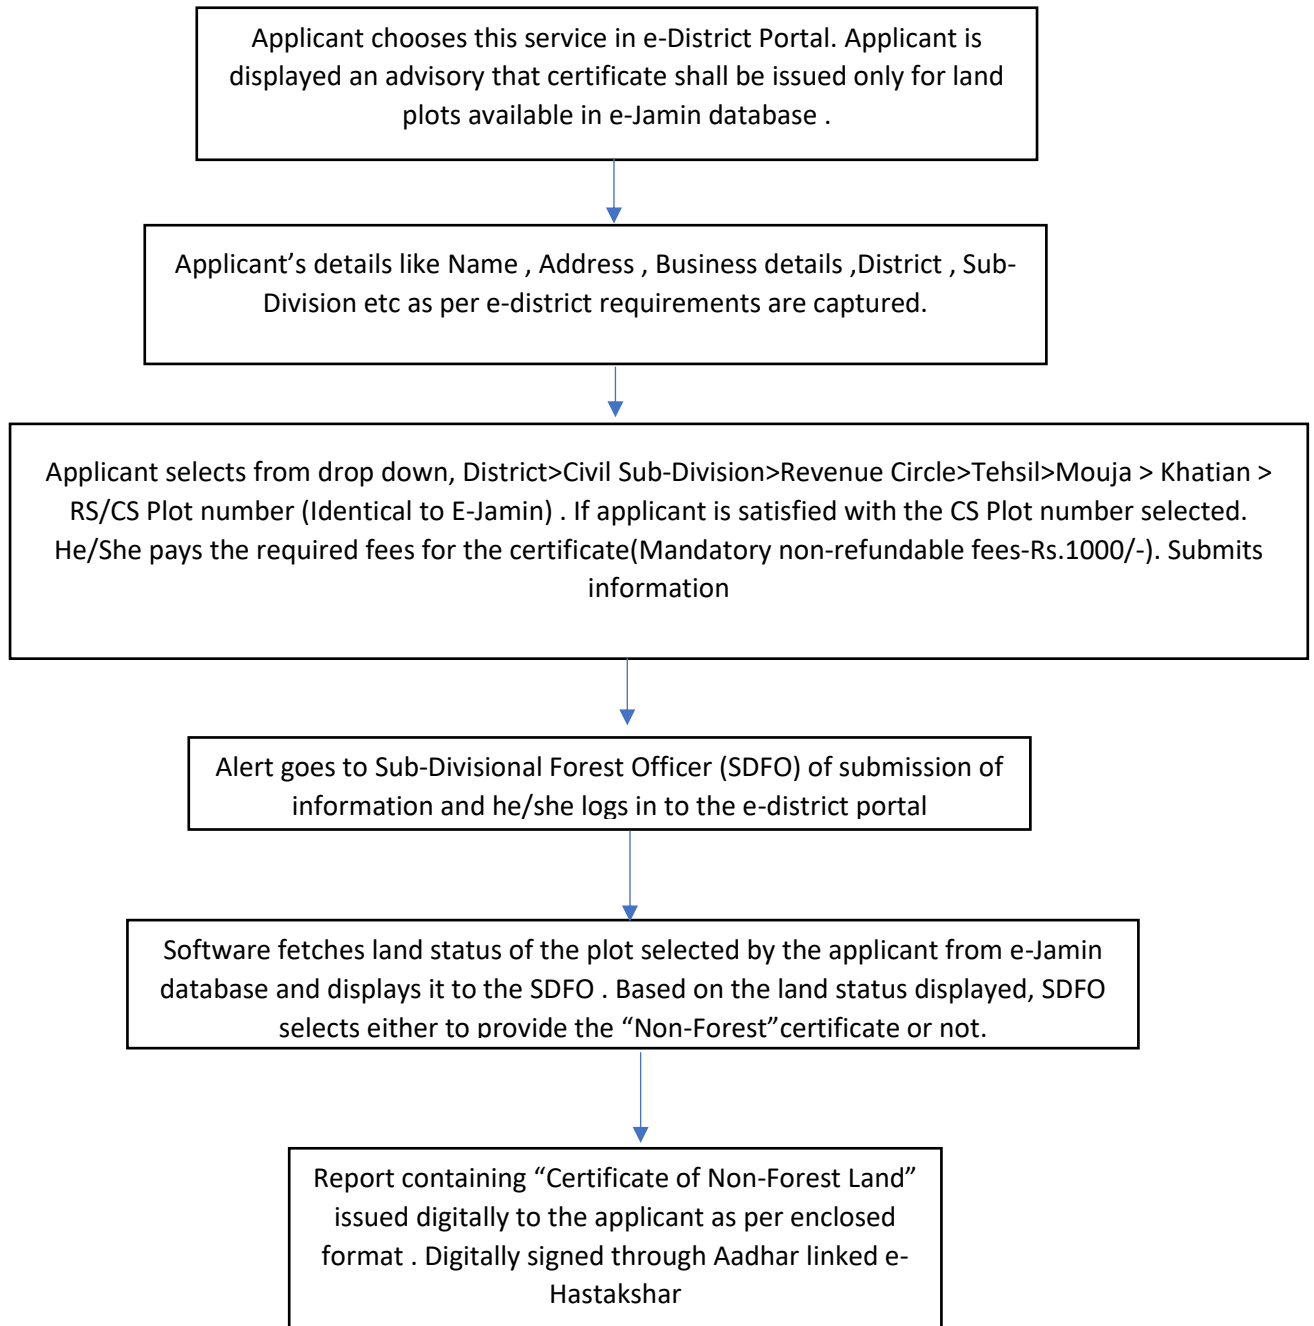 Applicant chooses this service in e-District Portal. Applicant is
displayed an advisory that certificate shall be issued only for land
plots available in e-Jamin database .
Applicant’s details like Name , Address , Business details ,District , Sub-
Division etc as per e-district requirements are captured.
Applicant selects from drop down, District>Civil Sub-Division>Revenue Circle>Tehsil>Mouja > Khatian >
RS/CS Plot number (Identical to E-Jamin) . If applicant is satisfied with the CS Plot number selected.
He/She pays the required fees for the certificate(Mandatory non-refundable fees-Rs.1000/-). Submits
information
Alert goes to Sub-Divisional Forest Officer (SDFO) of submission of
information and he/she logs in to the e-district portal
Software fetches land status of the plot selected by the applicant from e-Jamin
database and displays it to the SDFO . Based on the land status displayed, SDFO
selects either to provide the “Non-Forest”certificate or not.
Report containing “Certificate of Non-Forest Land”
issued digitally to the applicant as per enclosed
format . Digitally signed through Aadhar linked e-
Hastakshar